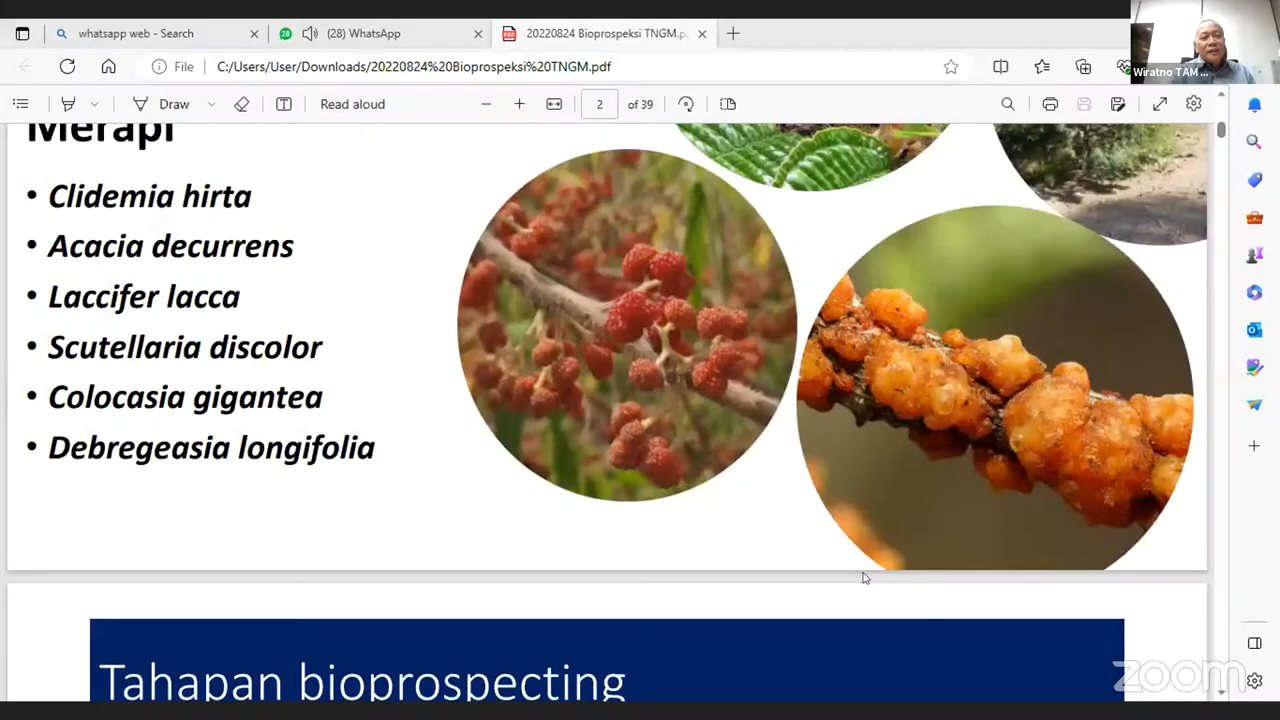 whatsapp web - Search
28
(28) WhatsApp
PDF
20220824 Bioprospeksi TNGM.p
File
C:/Users/User/Downloads/20220824%20Bioprospeksi%20TNGM.pdf
Draw
Read aloud
2
of 39
Wiratno TAM ...
Merapi
• Clidemia hirta
• Acacia decurrens
• Laccifer lacca
• Scutellaria discolor
• Colocasia gigantea
• Debregeasia longifolia
Tahapan bioprospecting
zoom